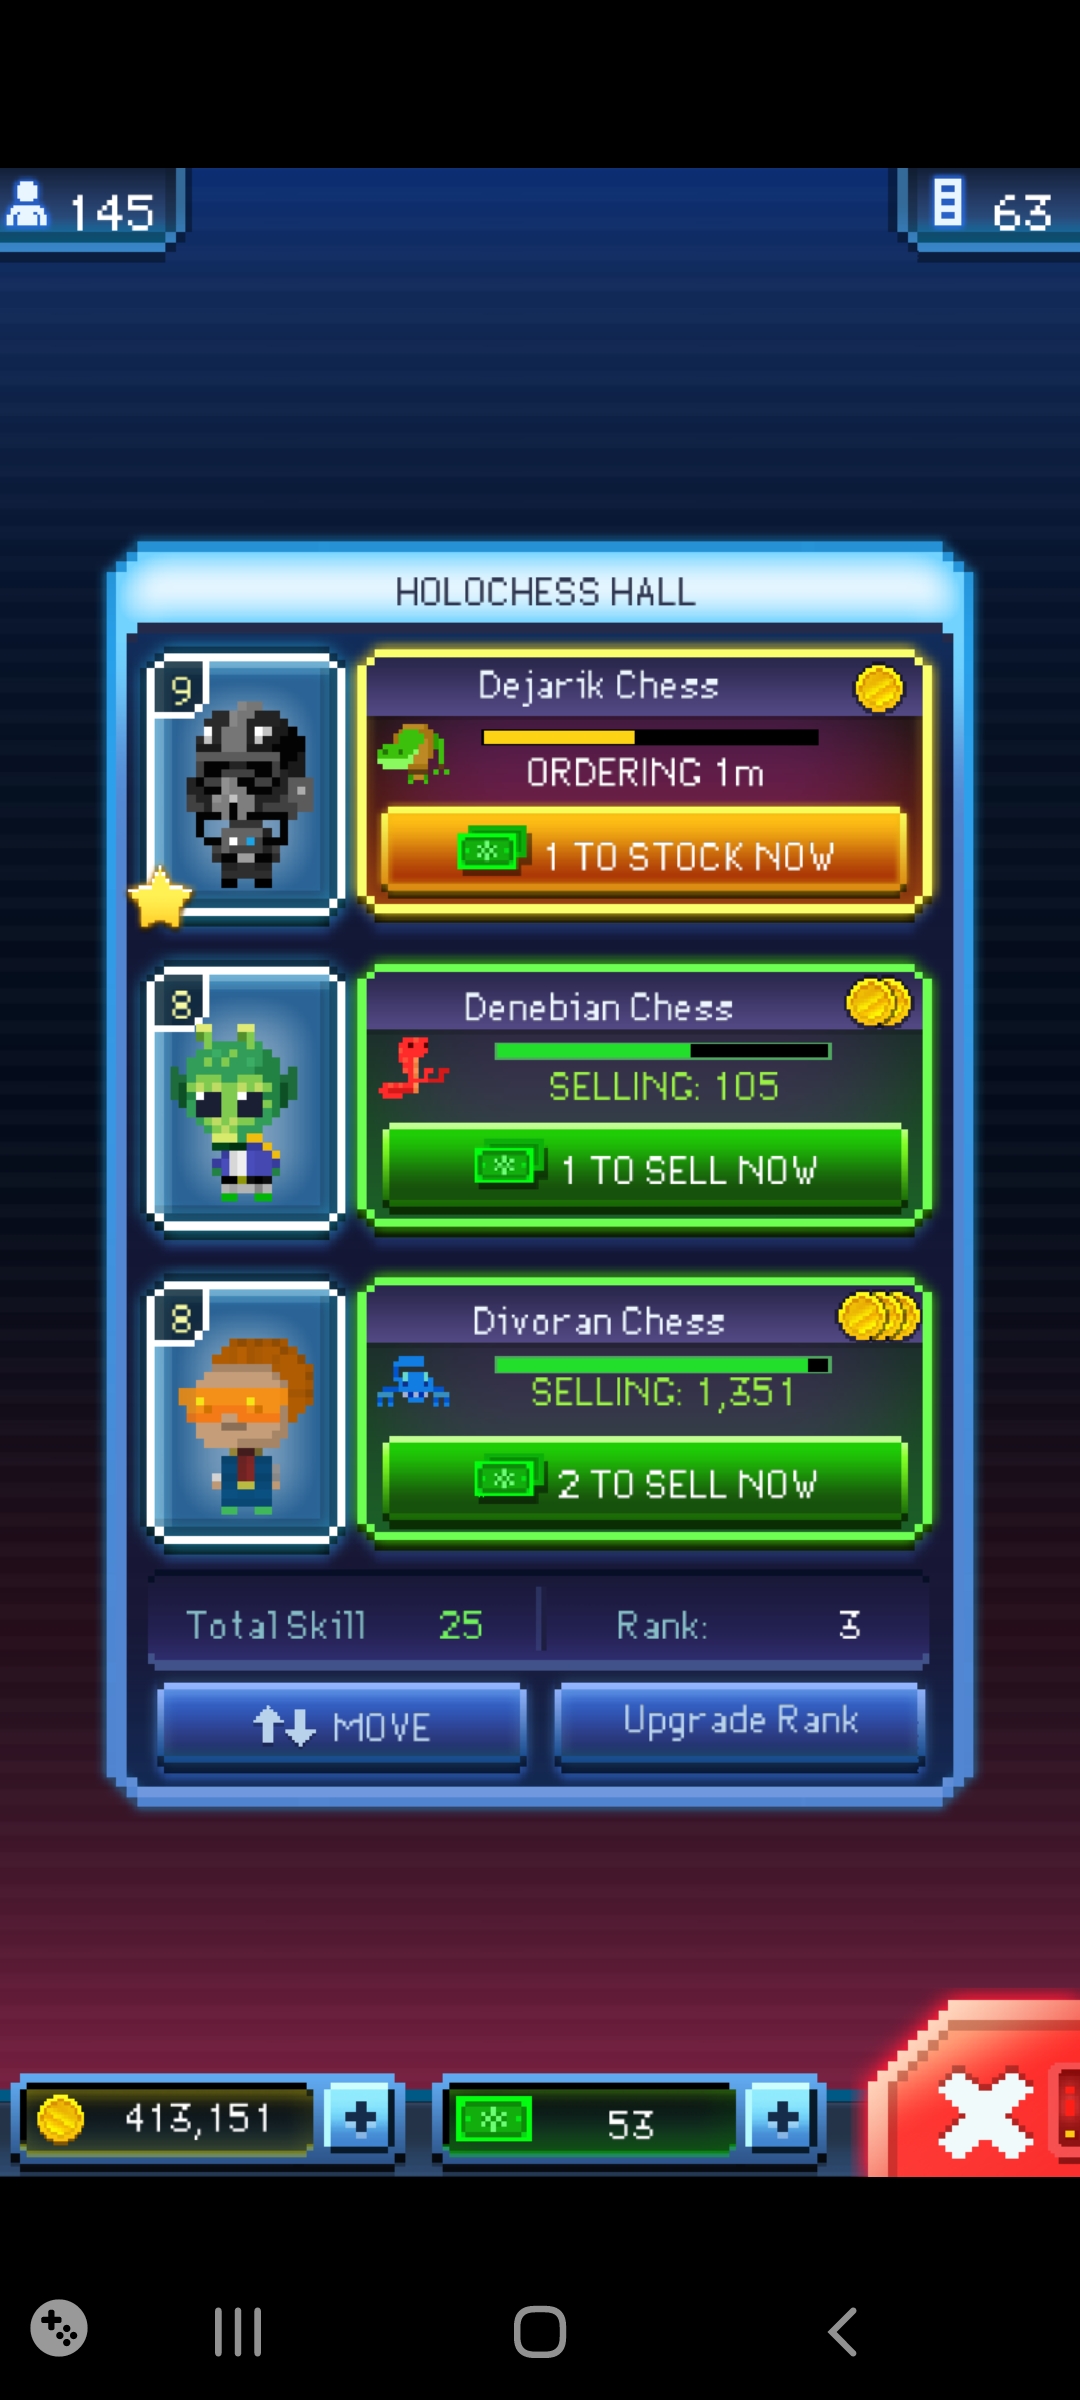 145
63
HOLOCHESS HALL
9
Dejarik Chess
ORDERING 1m
1 TO STOCK NOW
8
Denebian Chess
SELLING: 105
1 TO SELL NOW
8
Divoran Chess
SELLING: 1,351
2 TO SELL NOW
Total Skill 25
Rank: 3
MOVE
Upgrade Rank
413,151
53